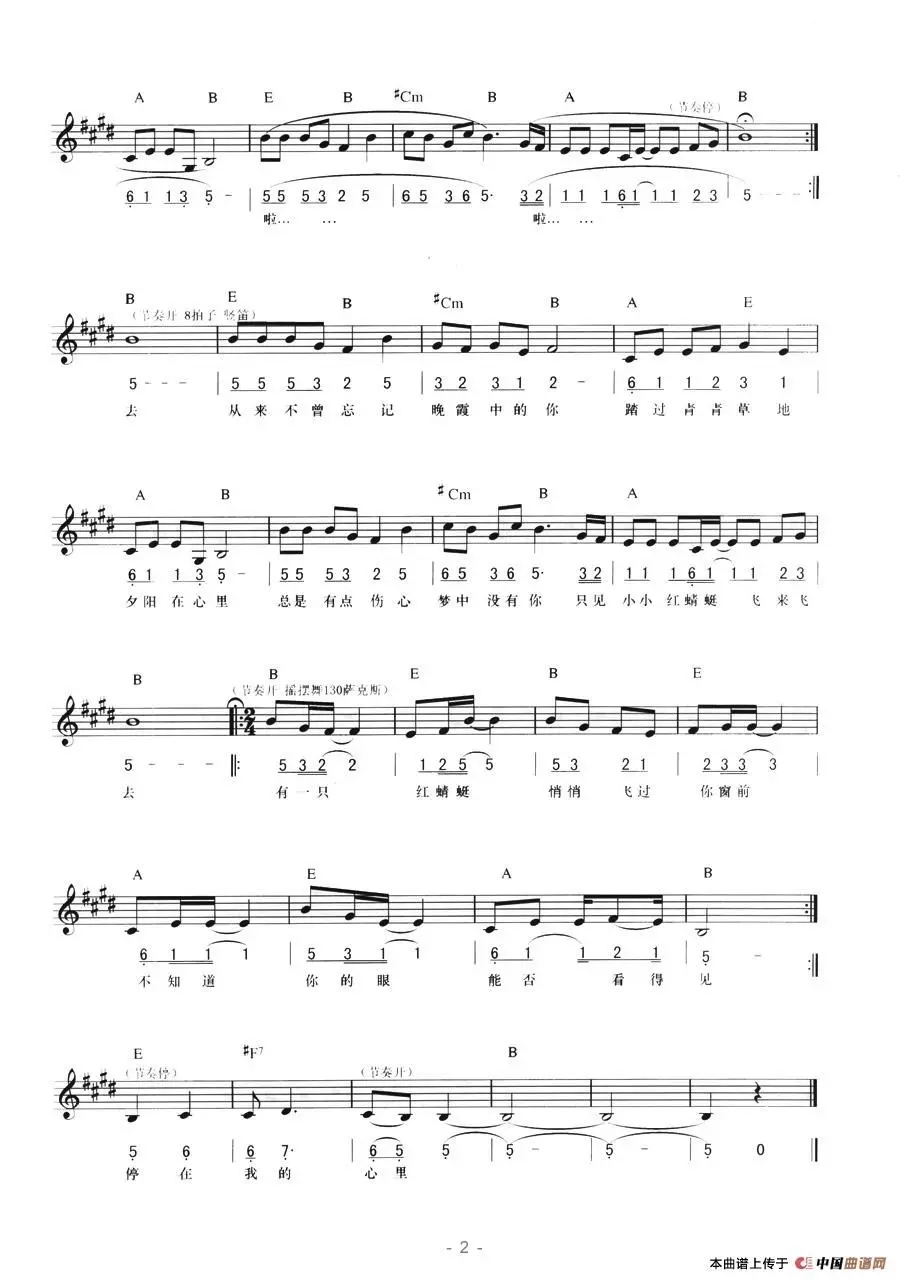 A B E B #Cm B A (节奏停) B
6 1 1 3 5 - 5 5 5 3 2 5 6 5 3 6 5· 3 2 1 1 1 6 1 1 1 2 3 5 - - -
啦… … 啦… …
B E B #Cm B A E
(节奏开 8拍子 竖笛)
5 - - - 5 5 5 3 2 5 3 2 3 1 2 - 6 1 1 2 3 1
去 从来不曾忘记 晚霞中的你 踏过青青草地
A B #Cm B A
6 1 1 3 5 - 5 5 5 3 2 5 6 5 3 6 5· 3 2 1 1 1 6 1 1 1 2 3
夕阳在心里 总是有点伤心 梦中没有你 只见小小红蜻蜓 飞来飞
B B E B E
(节奏开 摇摆舞130萨克斯)
2/4
5 - - - 5 3 2 2 1 2 5 5 5 3 2 1 2 3 3 3
去 有一只 红蜻蜓 悄悄飞过 你窗前
A E A B
6 1 1 1 5 3 1 1 6 1 1 2 1 5 -
不知道 你的眼 能否看得见
E #F7 B
(节奏停) (节奏开)
5 6 6 7· 6 5 5 5 - 5 - 5 0
停在我的心里
- 2 -
本曲谱上传于 中国曲谱网